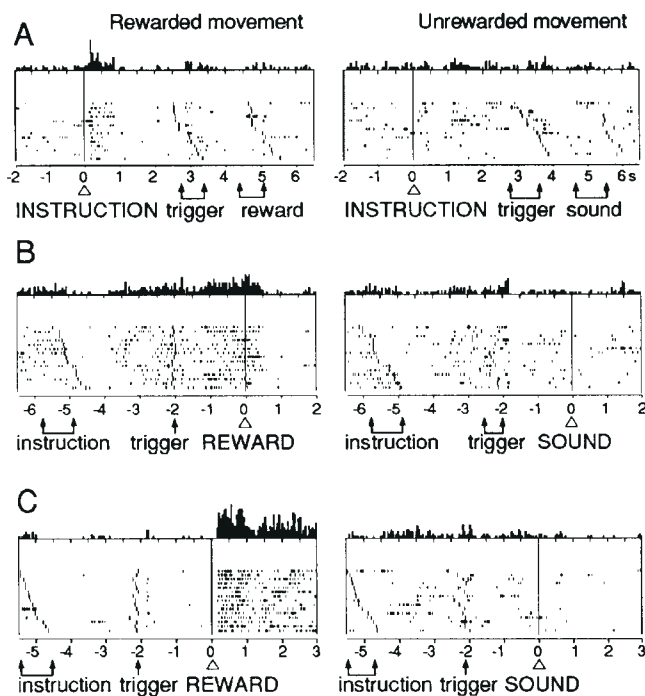 Rewarded movement Unrewarded movement
A
-2 -1 0 1 2 3 4 5 6 -2 -1 0 1 2 3 4 5 6 s
INSTRUCTION trigger reward INSTRUCTION trigger sound
B
-6 -5 -4 -3 -2 -1 0 1 2 -6 -5 -4 -3 -2 -1 0 1 2
instruction trigger REWARD instruction trigger SOUND
C
-5 -4 -3 -2 -1 0 1 2 3 -5 -4 -3 -2 -1 0 1 2 3
instruction trigger REWARD instruction trigger SOUND